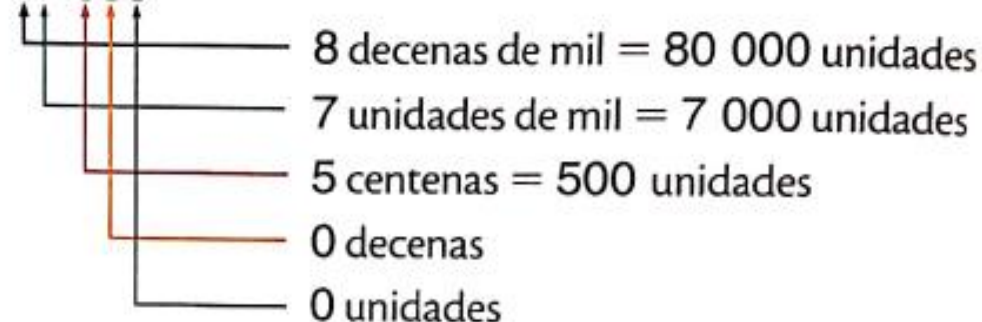 8 decenas de mil = 80 000 unidades
7 unidades de mil = 7 000 unidades
5 centenas = 500 unidades
0 decenas
0 unidades